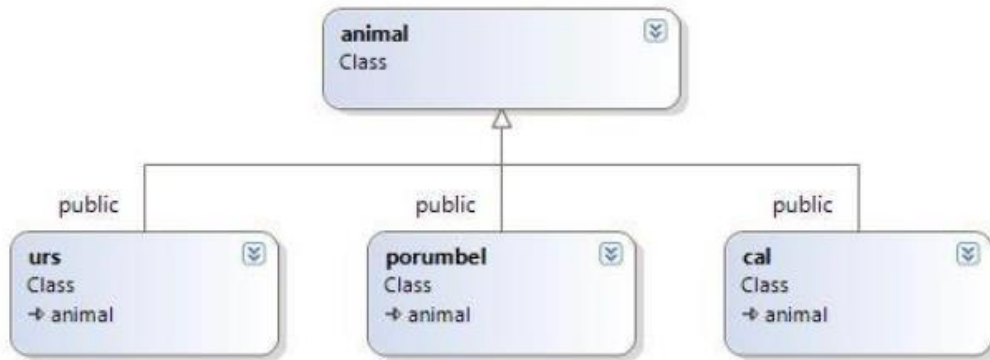 animal
Class
public
public
public
urs
Class
animal
porumbel
Class
animal
cal
Class
animal